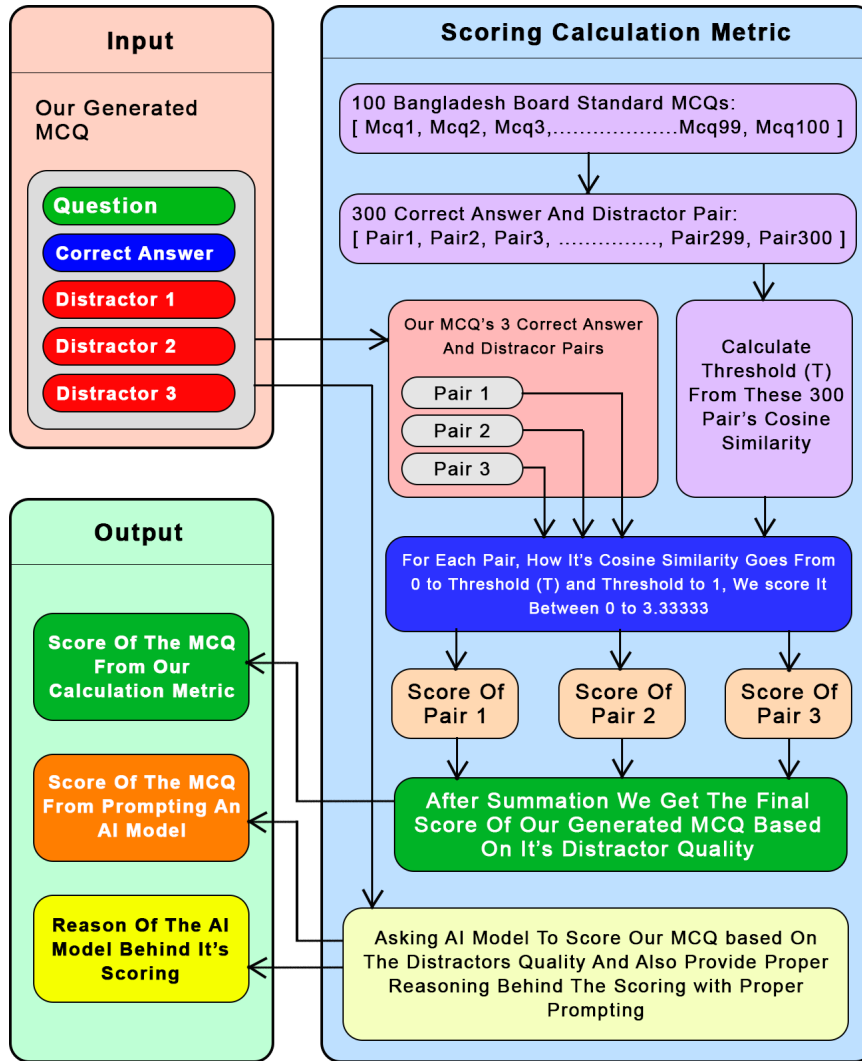 Input
Our Generated
MCQ
Question
Correct Answer
Distractor 1
Distractor 2
Distractor 3
Scoring Calculation Metric
100 Bangladesh Board Standard MCQs:
[ Mcq1, Mcq2, Mcq3,...................Mcq99, Mcq100 ]
300 Correct Answer And Distractor Pair:
[ Pair1, Pair2, Pair3, ..............., Pair299, Pair300 ]
Our MCQ's 3 Correct Answer
And Distracor Pairs
Pair 1
Pair 2
Pair 3
Calculate
Threshold (T)
From These 300
Pair's Cosine
Similarity
For Each Pair, How It's Cosine Similarity Goes From
0 to Threshold (T) and Threshold to 1, We score It
Between 0 to 3.33333
Score Of
Pair 1
Score Of
Pair 2
Score Of
Pair 3
After Summation We Get The Final
Score Of Our Generated MCQ Based
On It's Distractor Quality
Asking AI Model To Score Our MCQ based On
The Distractors Quality And Also Provide Proper
Reasoning Behind The Scoring with Proper
Prompting
Output
Score Of The MCQ
From Our
Calculation Metric
Score Of The MCQ
From Prompting An
AI Model
Reason Of The AI
Model Behind It's
Scoring